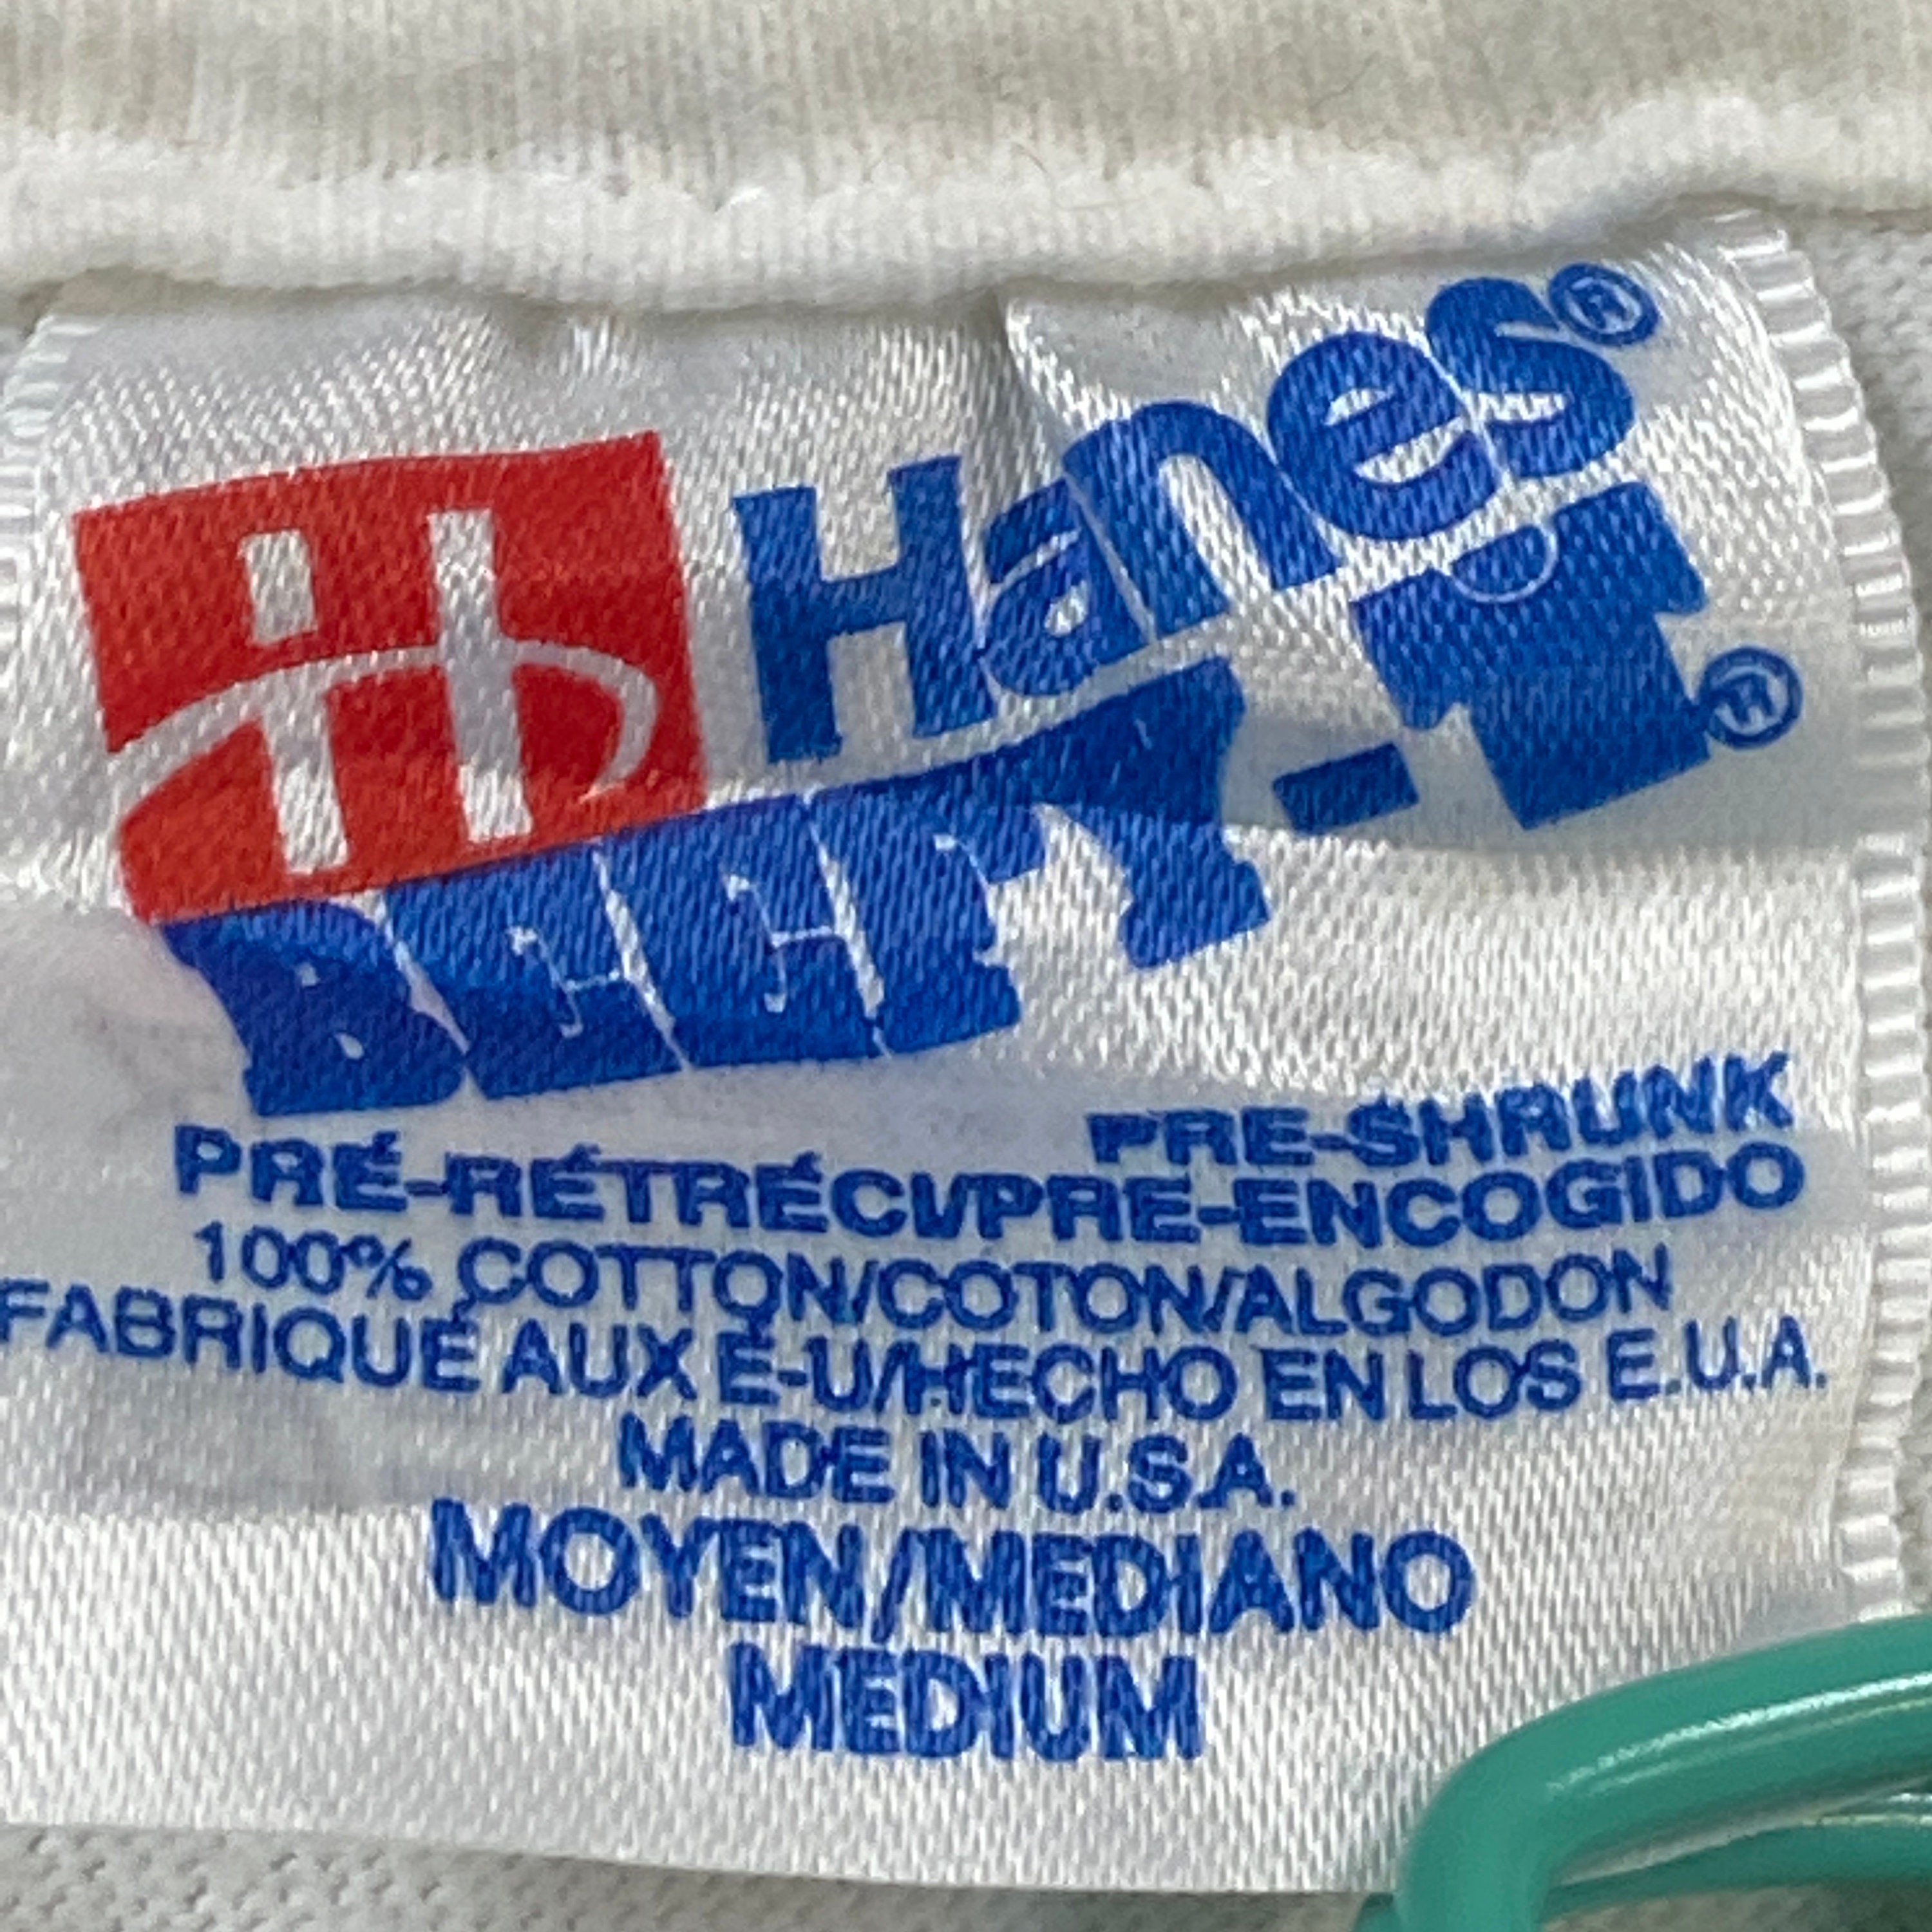 Hanes®
BEEFY-T®
PRE-SHRUNK
PRÉ-RÉTRÉCI/PRE-ENCOGIDO
100% COTTON/COTON/ALGODON
FABRIQUÉ AUX É-U/HECHO EN LOS E.U.A.
MADE IN U.S.A.
MOYEN/MEDIANO
MEDIUM